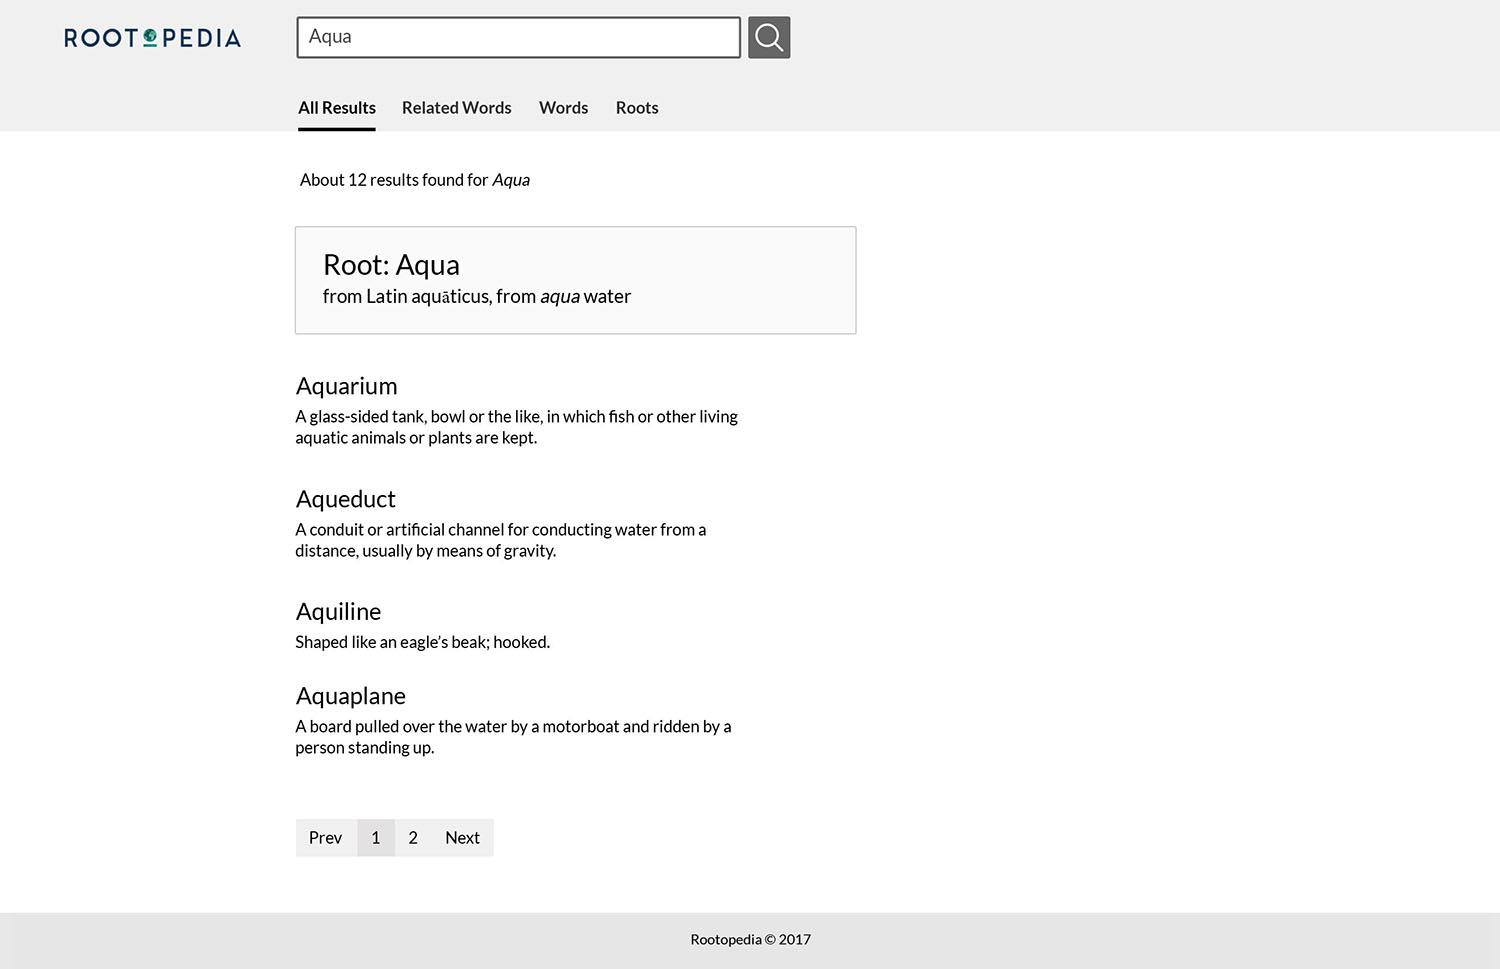 ROOTOPEDIA
Aqua
All Results Related Words Words Roots
About 12 results found for Aqua
Root: Aqua
from Latin aquāticus, from aqua water
Aquarium
A glass-sided tank, bowl or the like, in which fish or other living
aquatic animals or plants are kept.
Aqueduct
A conduit or artificial channel for conducting water from a
distance, usually by means of gravity.
Aquiline
Shaped like an eagle’s beak; hooked.
Aquaplane
A board pulled over the water by a motorboat and ridden by a
person standing up.
Prev 1 2 Next
Rootopedia © 2017